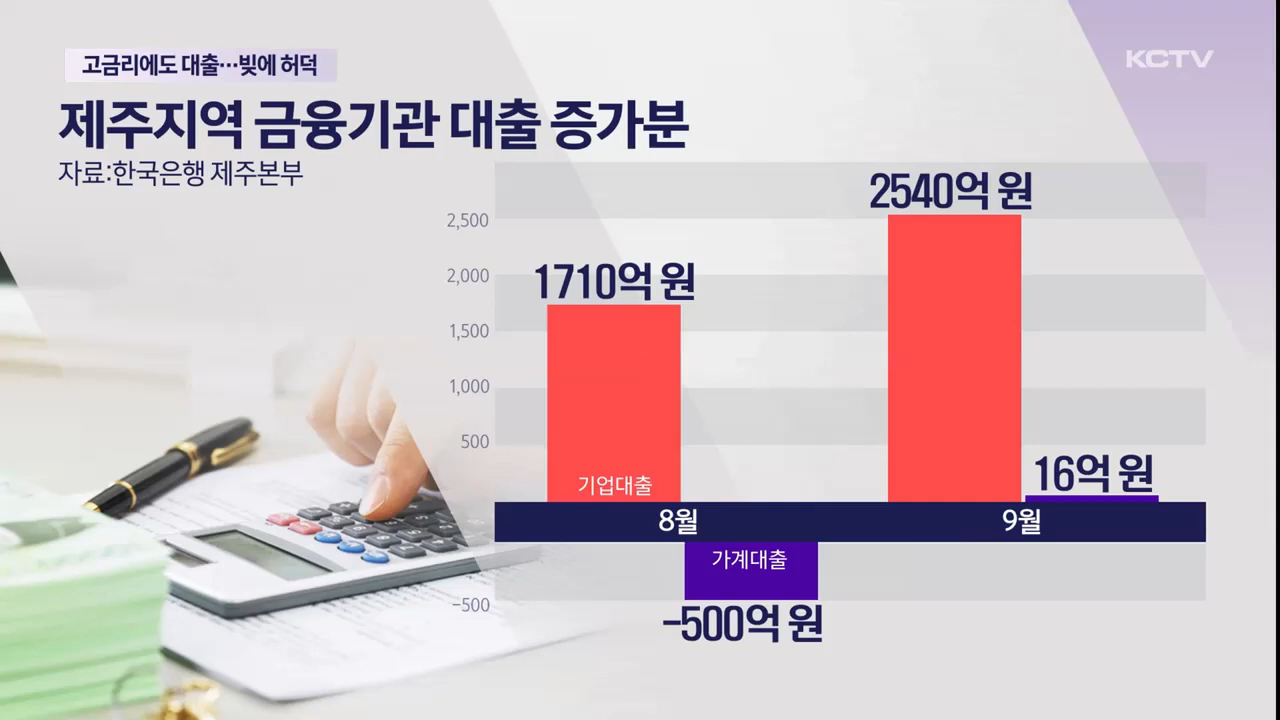 고금리에도 대출…빚에 허덕
KCTV
제주지역 금융기관 대출 증가분
자료:한국은행 제주본부
2540억 원
2,500
2,000
1710억 원
1,500
1,000
500
16억 원
기업대출
8월
9월
가계대출
-500
-500억 원